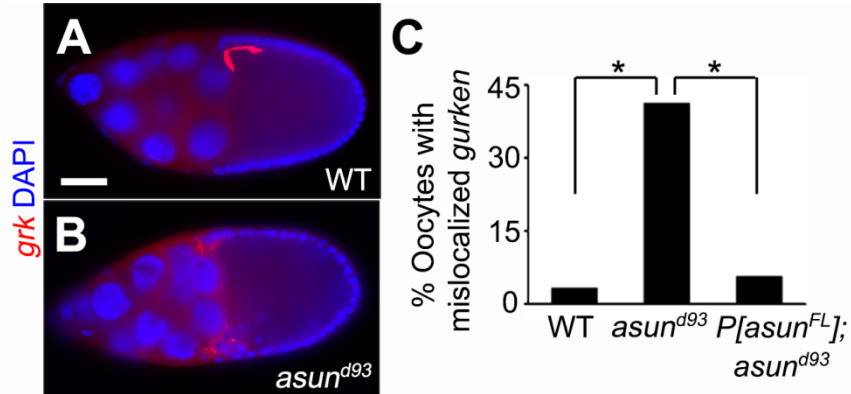 A
WT
grk DAPI
B
asun^d93
C
* *
% Oocytes with
mislocalized gurken
45
30
15
0
WT asun^d93 P[asun^FL];
asun^d93